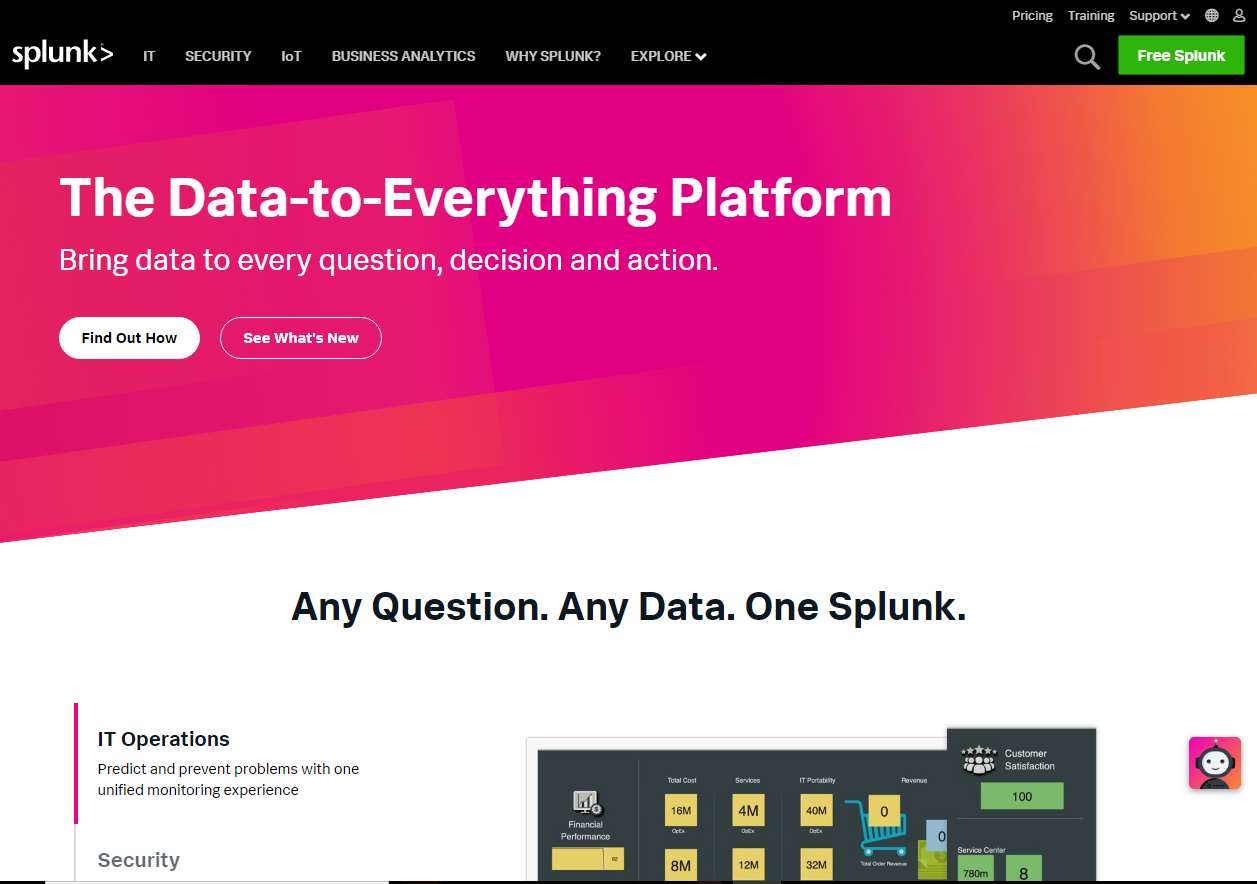 Pricing Training Support
splunk>
IT SECURITY IoT BUSINESS ANALYTICS WHY SPLUNK? EXPLORE
Free Splunk
The Data-to-Everything Platform
Bring data to every question, decision and action.
Find Out How
See What's New
Any Question. Any Data. One Splunk.
IT Operations
Predict and prevent problems with one
unified monitoring experience
Security
Financial
Performance
62
Total Cost
Services
IT Portability
Revenue
16M
4M
40M
0
OpEx
OpEx
OpEx
0
Total Order Revenue
8M
12M
32M
Customer
Satisfaction
100
Service Center
780m
8